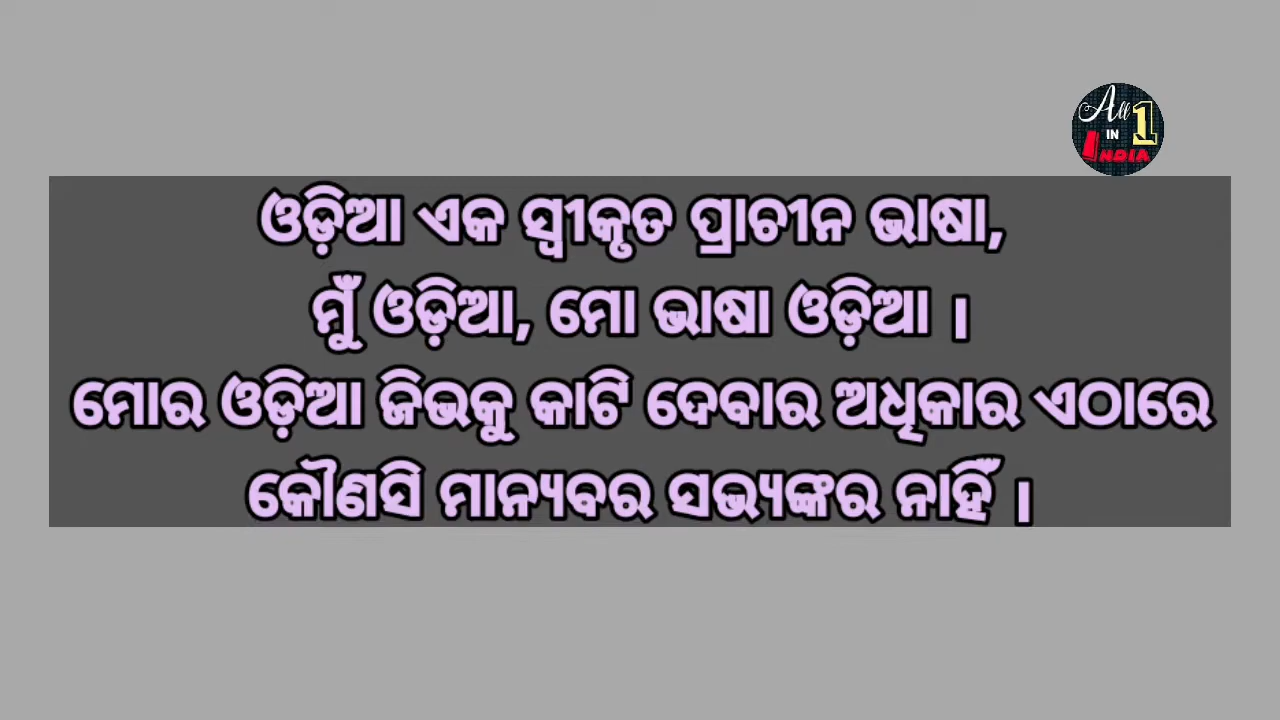 All
IN 1
INDIA
ଓଡ଼ିଆ ଏକ ସ୍ୱୀକୃତ ପ୍ରାଚୀନ ଭାଷା,
ମୁଁ ଓଡ଼ିଆ, ମୋ ଭାଷା ଓଡ଼ିଆ ।
ମୋର ଓଡ଼ିଆ ଜିଭକୁ କାଟି ଦେବାର ଅଧିକାର ଏଠାରେ
କୌଣସି ମାନ୍ୟବର ସଭ୍ୟଙ୍କର ନାହିଁ ।